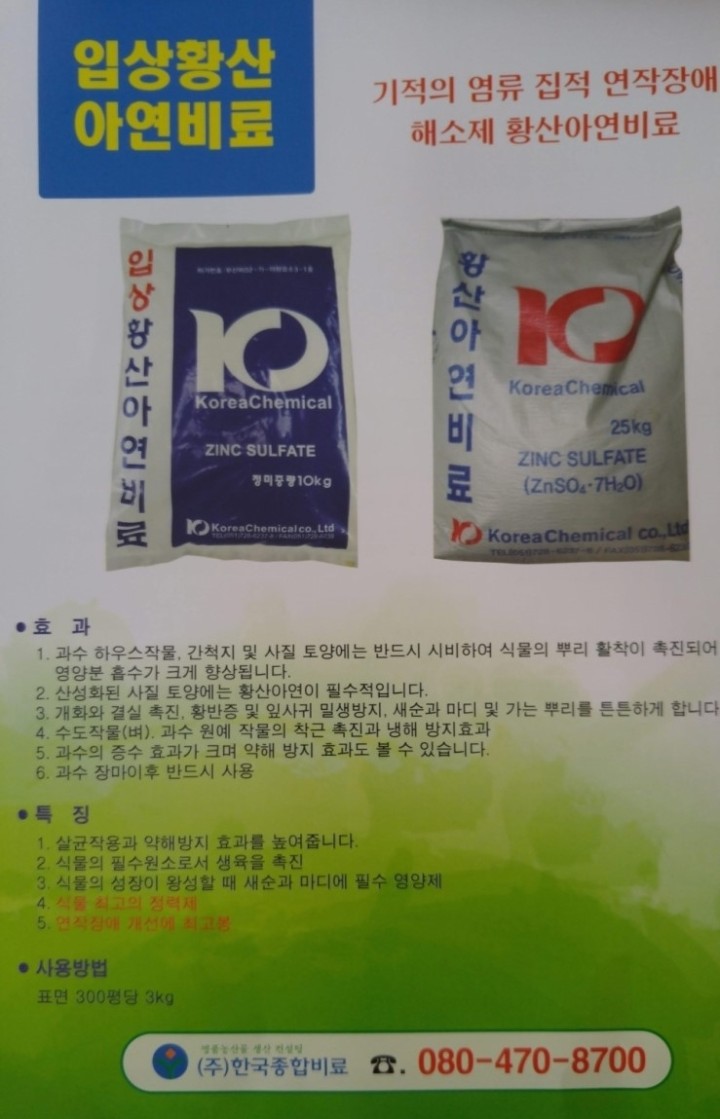 입상황산
아연비료
기적의 염류 집적 연작장애
해소제 황산아연비료
입상황산아연비료
KoreaChemical
ZINC SULFATE
정미중량10kg
KoreaChemical co., Ltd
황산아연비료
KoreaChemical
25kg
ZINC SULFATE
(ZnSO₄·7H₂O)
KoreaChemical co., Ltd
• 효 과
1. 과수 하우스작물, 간척지 및 사질 토양에는 반드시 시비하여 식물의 뿌리 활착이 촉진되어
영양분 흡수가 크게 향상됩니다.
2. 산성화된 사질 토양에는 황산아연이 필수적입니다.
3. 개화와 결실 촉진, 황반증 및 잎사귀 밀생방지, 새순과 마디 및 가는 뿌리를 튼튼하게 합니다
4. 수도작물(벼). 과수 원예 작물의 착근 촉진과 냉해 방지효과
5. 과수의 증수 효과가 크며 약해 방지 효과도 볼 수 있습니다.
6. 과수 장마이후 반드시 사용
• 특 징
1. 살균작용과 약해방지 효과를 높여줍니다.
2. 식물의 필수원소로서 생육을 촉진
3. 식물의 성장이 왕성할 때 새순과 마디에 필수 영양제
4. 식물 최고의 정력제
5. 연작장애 개선에 최고봉
• 사용방법
표면 300평당 3kg
명품농산물 생산 컨설팅
(주)한국종합비료 ☎. 080-470-8700